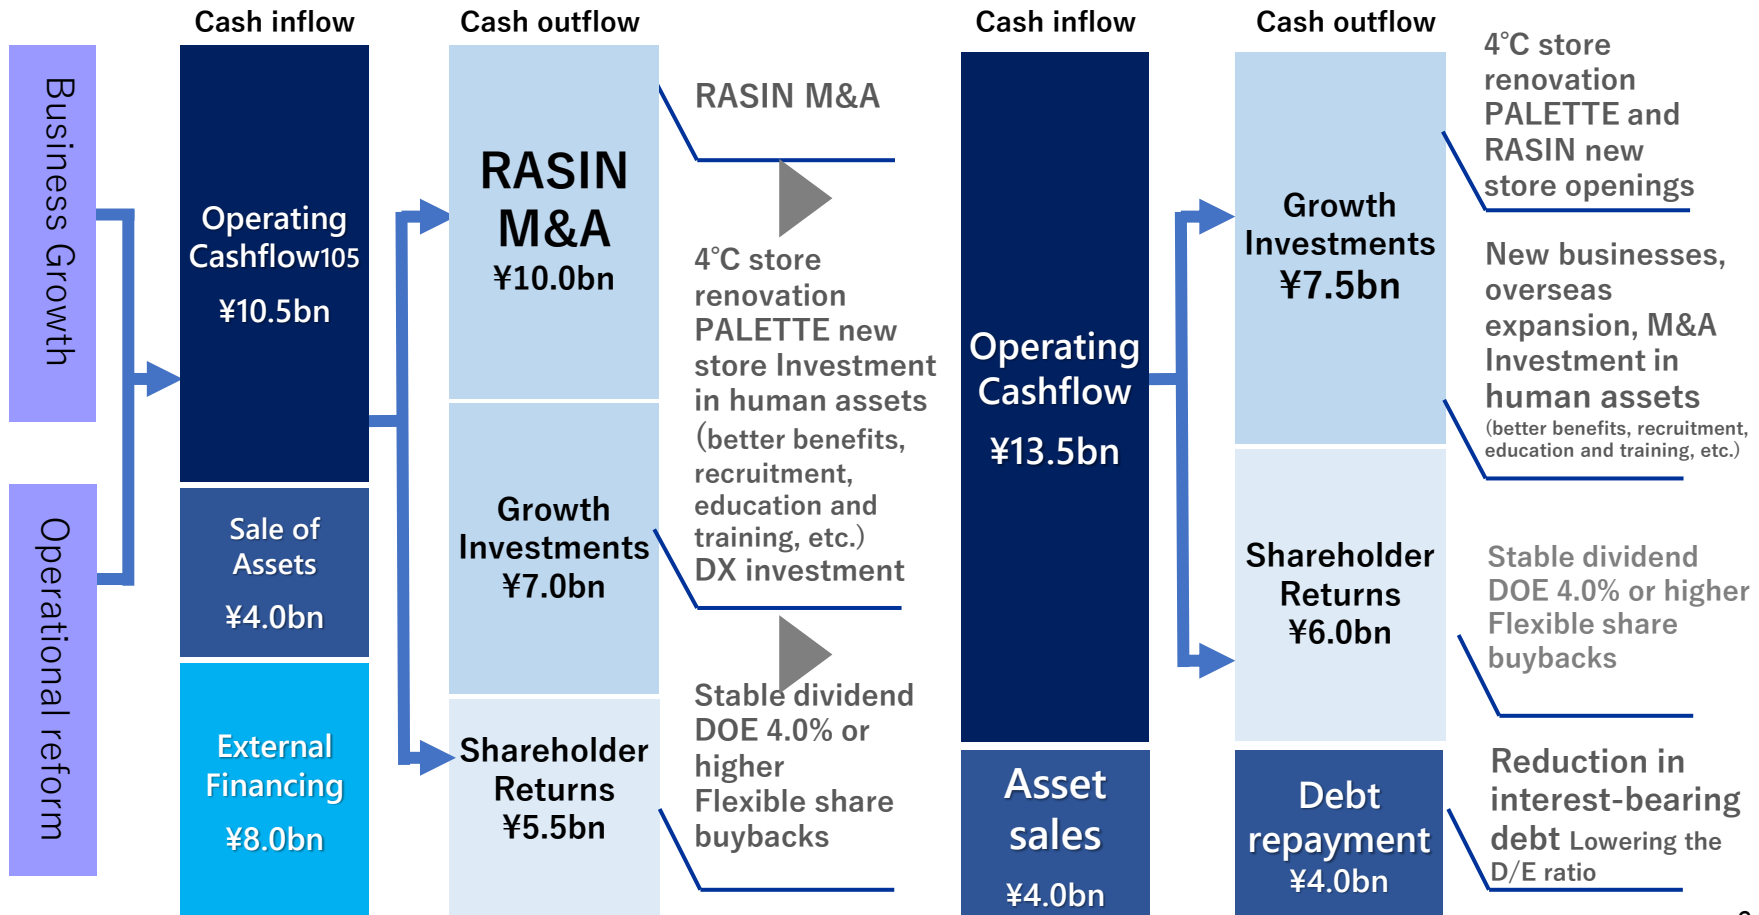 Cash inflow
Cash outflow
Cash inflow
Cash outflow
Business Growth
Operational reform
Operating
Cashflow105
¥10.5bn
Sale of
Assets
¥4.0bn
External
Financing
¥8.0bn
RASIN
M&A
¥10.0bn
Growth
Investments
¥7.0bn
Shareholder
Returns
¥5.5bn
RASIN M&A
4℃ store
renovation
PALETTE new
store Investment
in human assets
(better benefits,
recruitment,
education and
training, etc.)
DX investment
Stable dividend
DOE 4.0% or
higher
Flexible share
buybacks
Operating
Cashflow
¥13.5bn
Asset
sales
¥4.0bn
Growth
Investments
¥7.5bn
Shareholder
Returns
¥6.0bn
Debt
repayment
¥4.0bn
4℃ store
renovation
PALETTE and
RASIN new
store openings
New businesses,
overseas
expansion, M&A
Investment in
human assets
(better benefits, recruitment,
education and training, etc.)
Stable dividend
DOE 4.0% or higher
Flexible share
buybacks
Reduction in
interest-bearing
debt Lowering the
D/E ratio